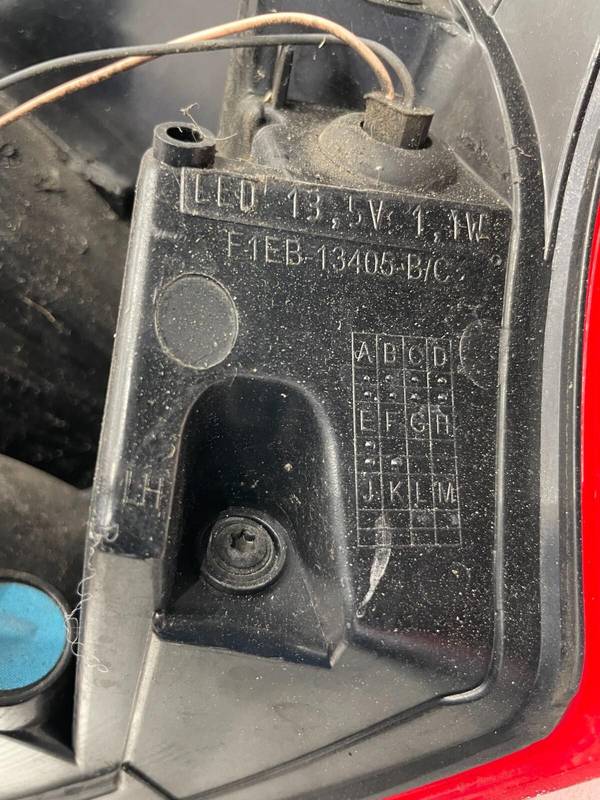 LED 13,5V 1,1W
F1EB-13405-B/C
A B C D
E F G H
LH
J K L M